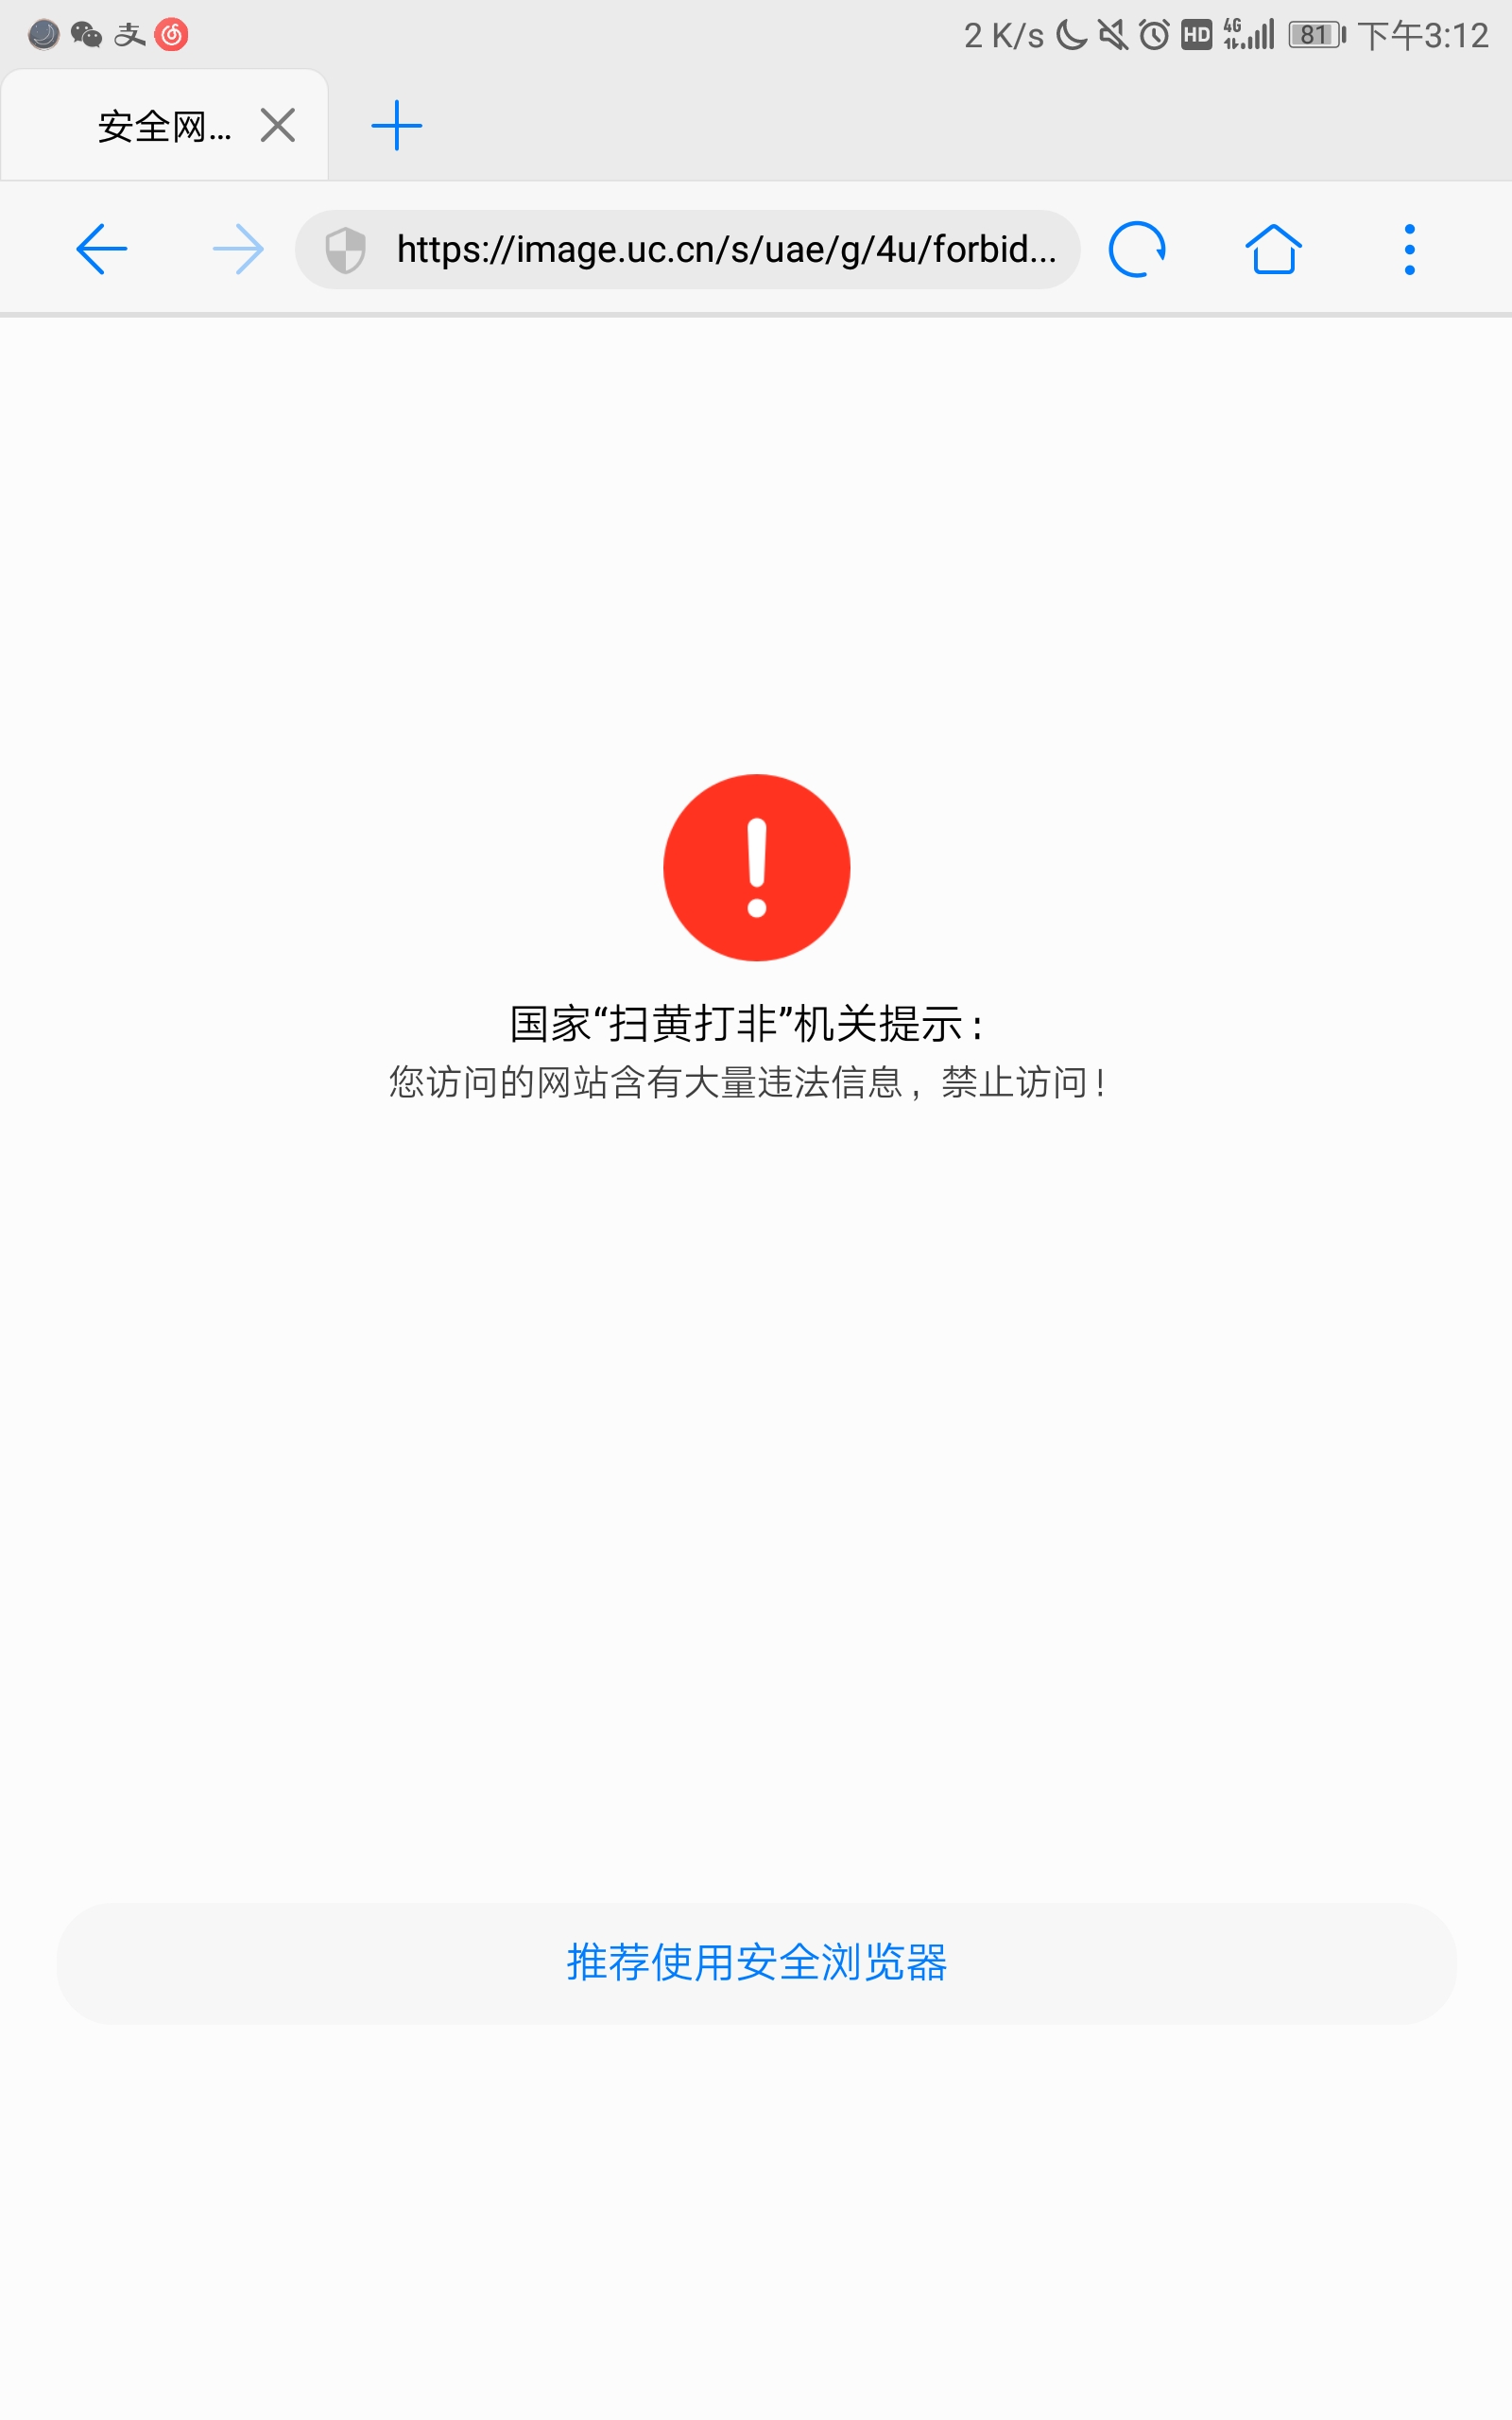 2 K/s HD 4G 81 下午3:12
安全网...
https://image.uc.cn/s/uae/g/4u/forbid...
国家“扫黄打非”机关提示：
您访问的网站含有大量违法信息，禁止访问！
推荐使用安全浏览器